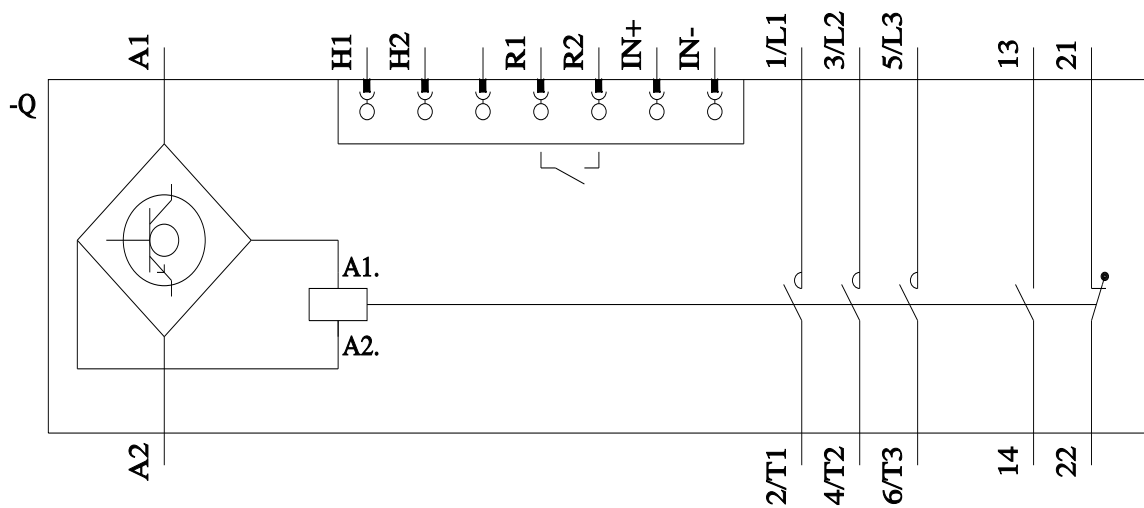 A1
H1
H2
R1
R2
IN+
IN-
1/L1
3/L2
5/L3
13
21
-Q
A1.
A2.
A2
2/T1
4/T2
6/T3
14
22